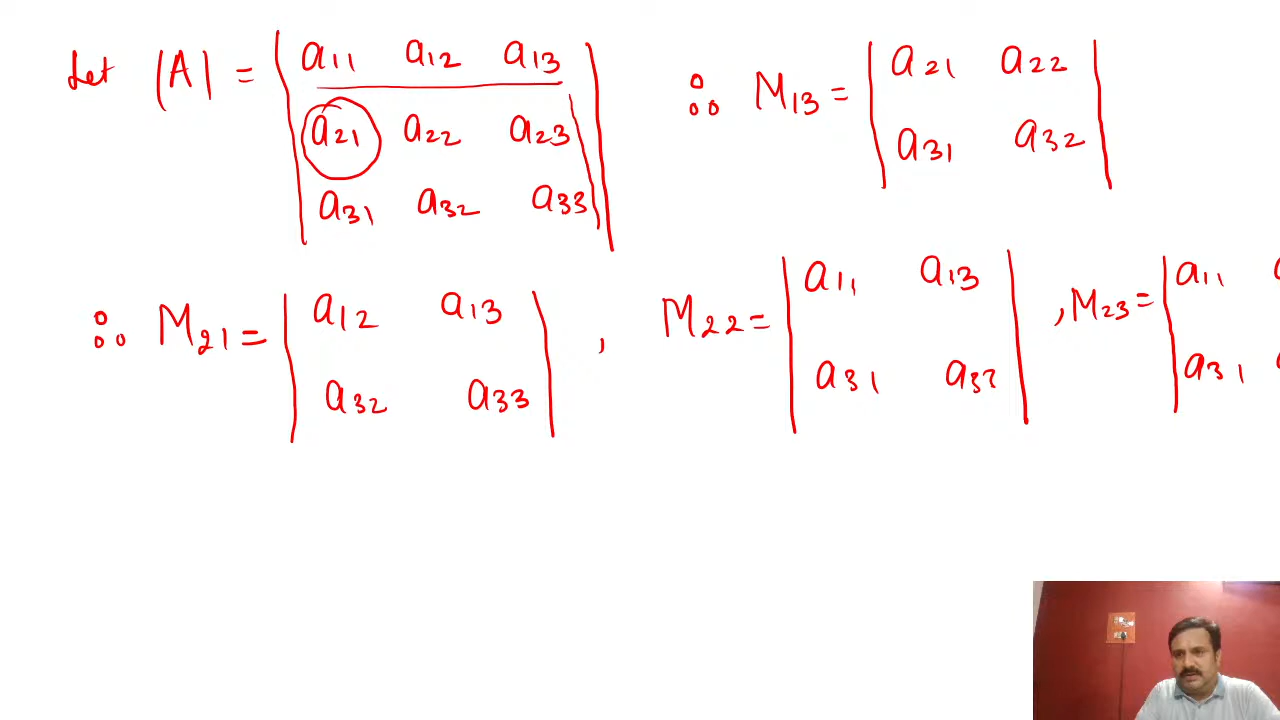 Let |A| = | a11 a12 a13 |
| a21 a22 a23 |
| a31 a32 a33 |
∴ M13 = | a21 a22 |
| a31 a32 |
∴ M21 = | a12 a13 |
| a32 a33 |
, M22 = | a11 a13 |
| a31 a33 |
, M23 = | a11
| a31